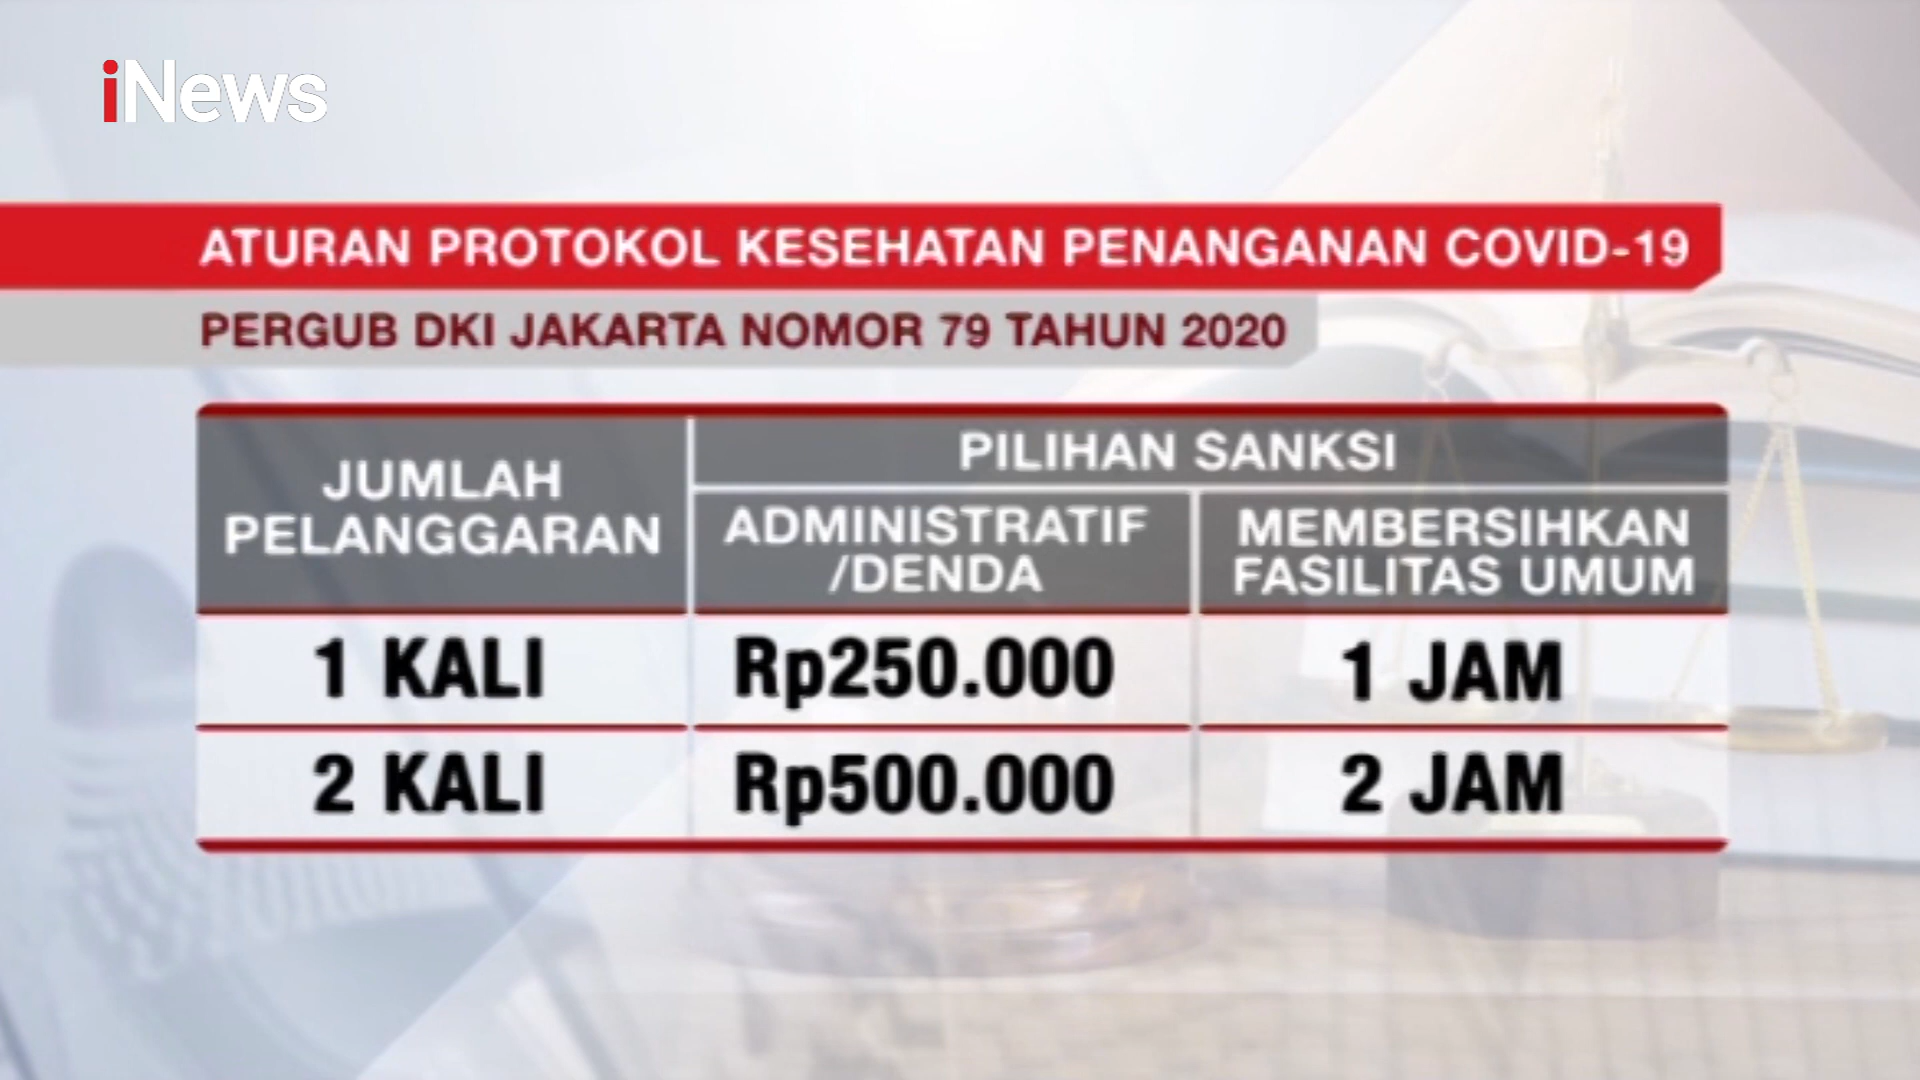 iNews
ATURAN PROTOKOL KESEHATAN PENANGANAN COVID-19
PERGUB DKI JAKARTA NOMOR 79 TAHUN 2020
JUMLAH
PELANGGARAN
PILIHAN SANKSI
ADMINISTRATIF
/DENDA
MEMBERSIHKAN
FASILITAS UMUM
1 KALI
Rp250.000
1 JAM
2 KALI
Rp500.000
2 JAM